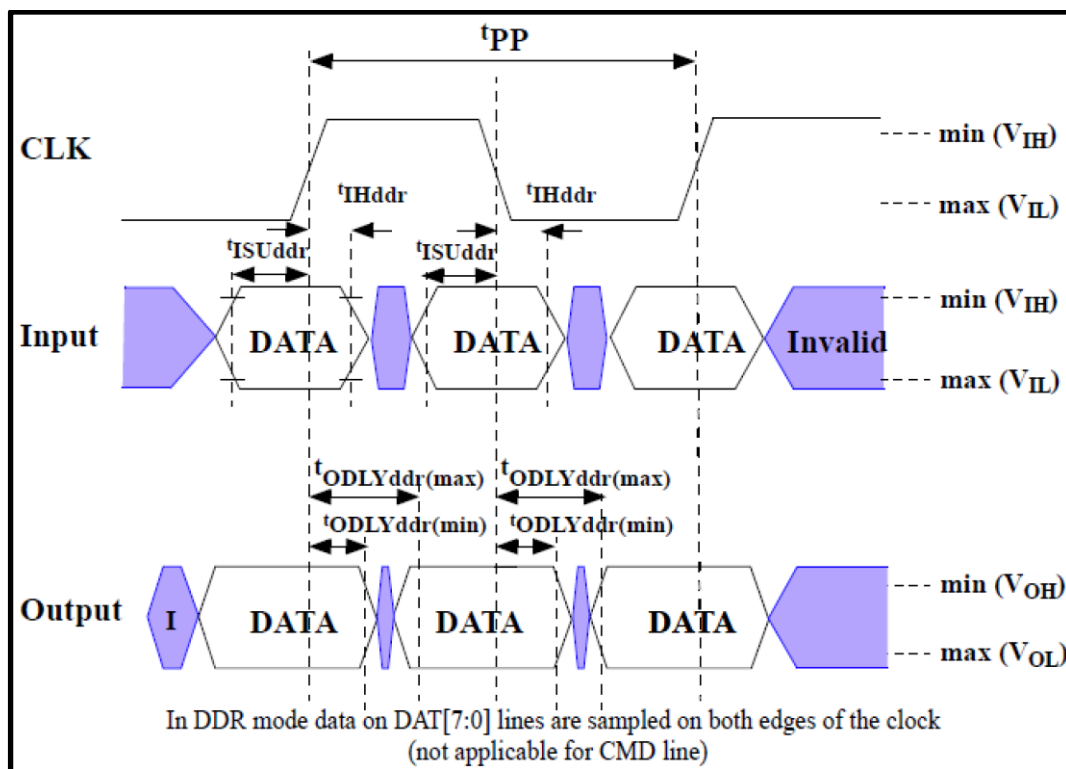 tPP
CLK
min (VIH)
max (VIL)
tIHddr
tIHddr
tISUddr
tISUddr
Input
DATA
DATA
DATA
Invalid
min (VIH)
max (VIL)
tODLYddr(max)
tODLYddr(max)
tODLYddr(min)
tODLYddr(min)
Output
I
DATA
DATA
DATA
min (VOH)
max (VOL)
In DDR mode data on DAT[7:0] lines are sampled on both edges of the clock
(not applicable for CMD line)